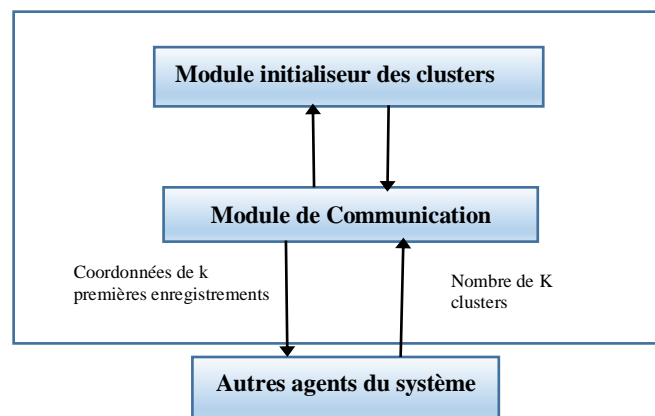 Module initialiseur des clusters
Module de Communication
Coordonnées de k
premières enregistrements
Nombre de K
clusters
Autres agents du système